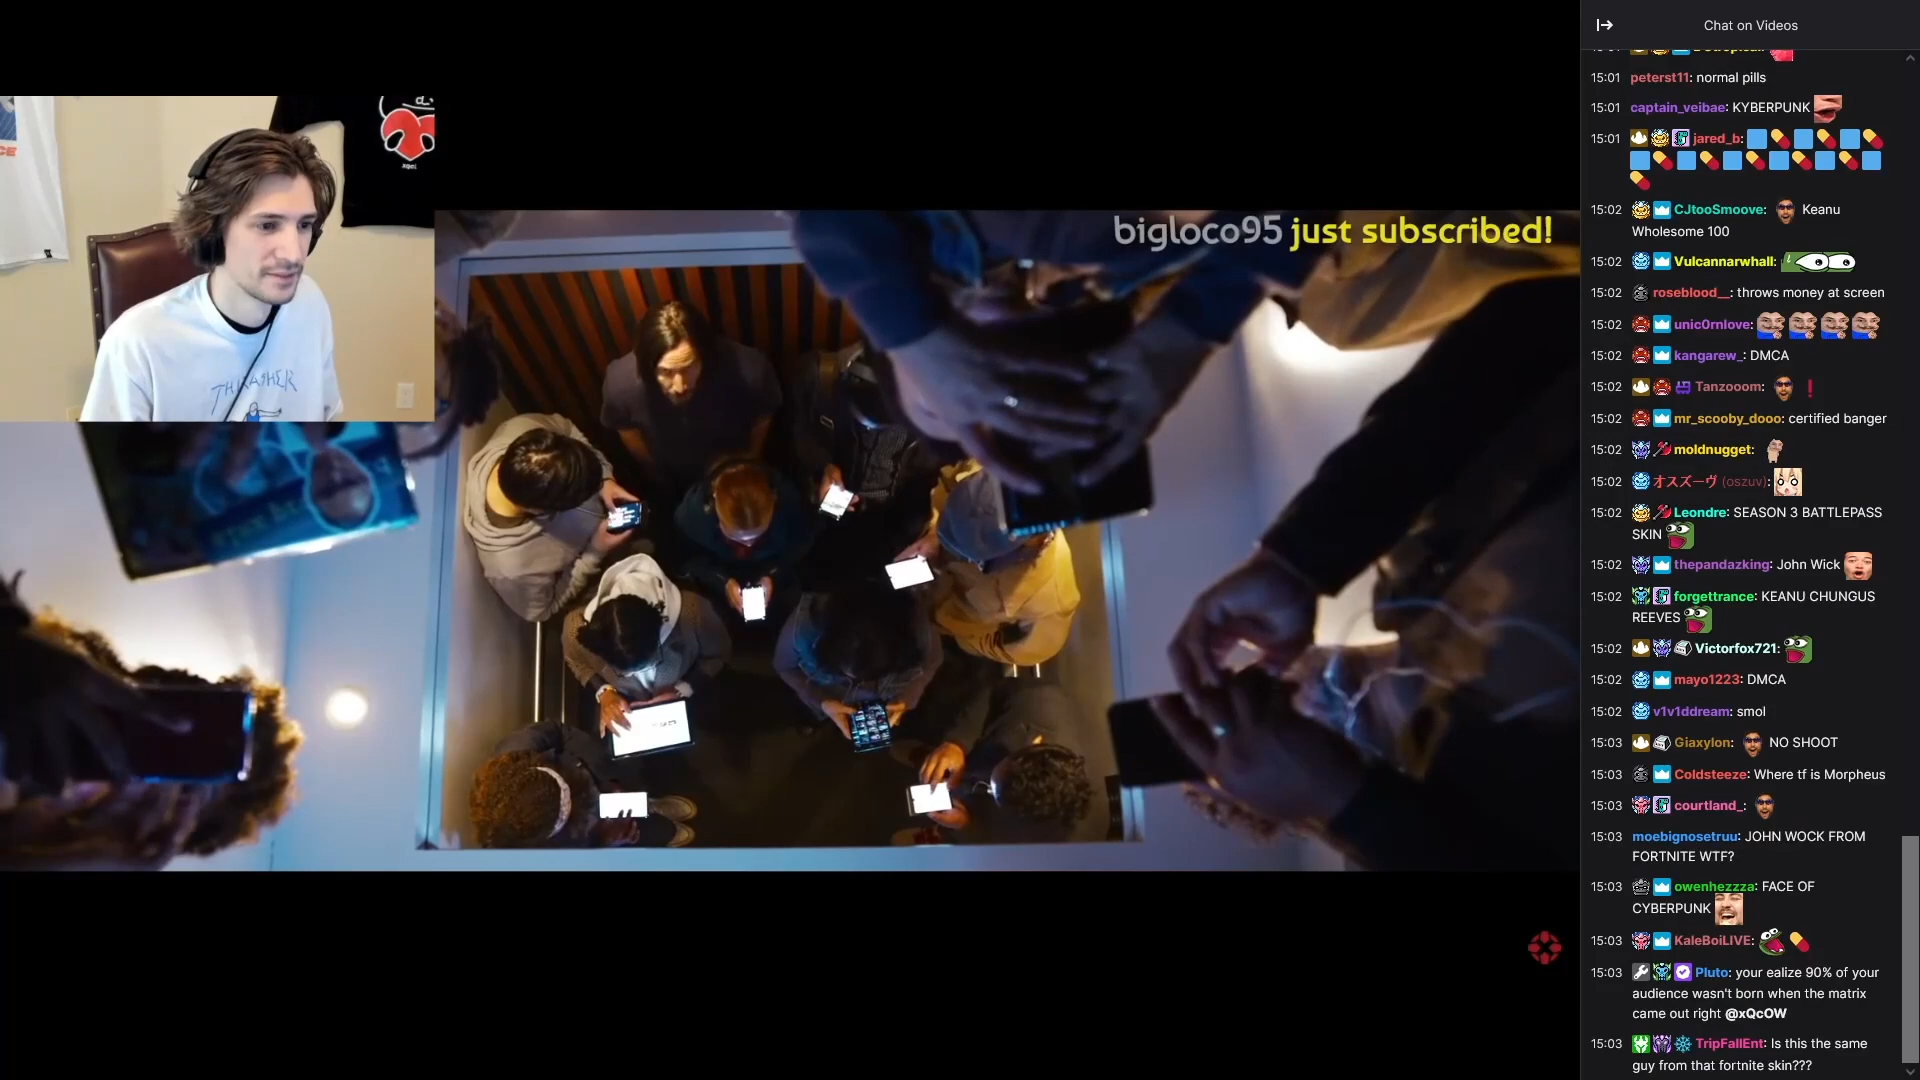 Chat on Videos
15:01 peterst11: normal pills
15:01 captain_veibae: KYBERPUNK
15:01 jared_b:
15:02 CJtooSmoove: Keanu
Wholesome 100
15:02 Vulcannarwhall:
15:02 roseblood__: throws money at screen
15:02 unic0rnlove:
15:02 kangarew_: DMCA
15:02 Tanzooom:
15:02 mr_scooby_dooo: certified banger
15:02 moldnugget:
15:02 オスズーヴ (oszuv):
15:02 Leondre: SEASON 3 BATTLEPASS
SKIN
15:02 thepandazking: John Wick
15:02 forgettrance: KEANU CHUNGUS
REEVES
15:02 Victorfox721:
15:02 mayo1223: DMCA
15:02 v1v1ddream: smol
15:03 Giaxylon: NO SHOOT
15:03 Coldsteeze: Where tf is Morpheus
15:03 courtland_:
15:03 moebignosetruu: JOHN WOCK FROM
FORTNITE WTF?
15:03 owenhezzza: FACE OF
CYBERPUNK
15:03 KaleBoiLIVE:
15:03 Pluto: your ealize 90% of your
audience wasn't born when the matrix
came out right @xQcOW
15:03 TripFallEnt: Is this the same
guy from that fortnite skin???
bigloco95 just subscribed!
THRASHER